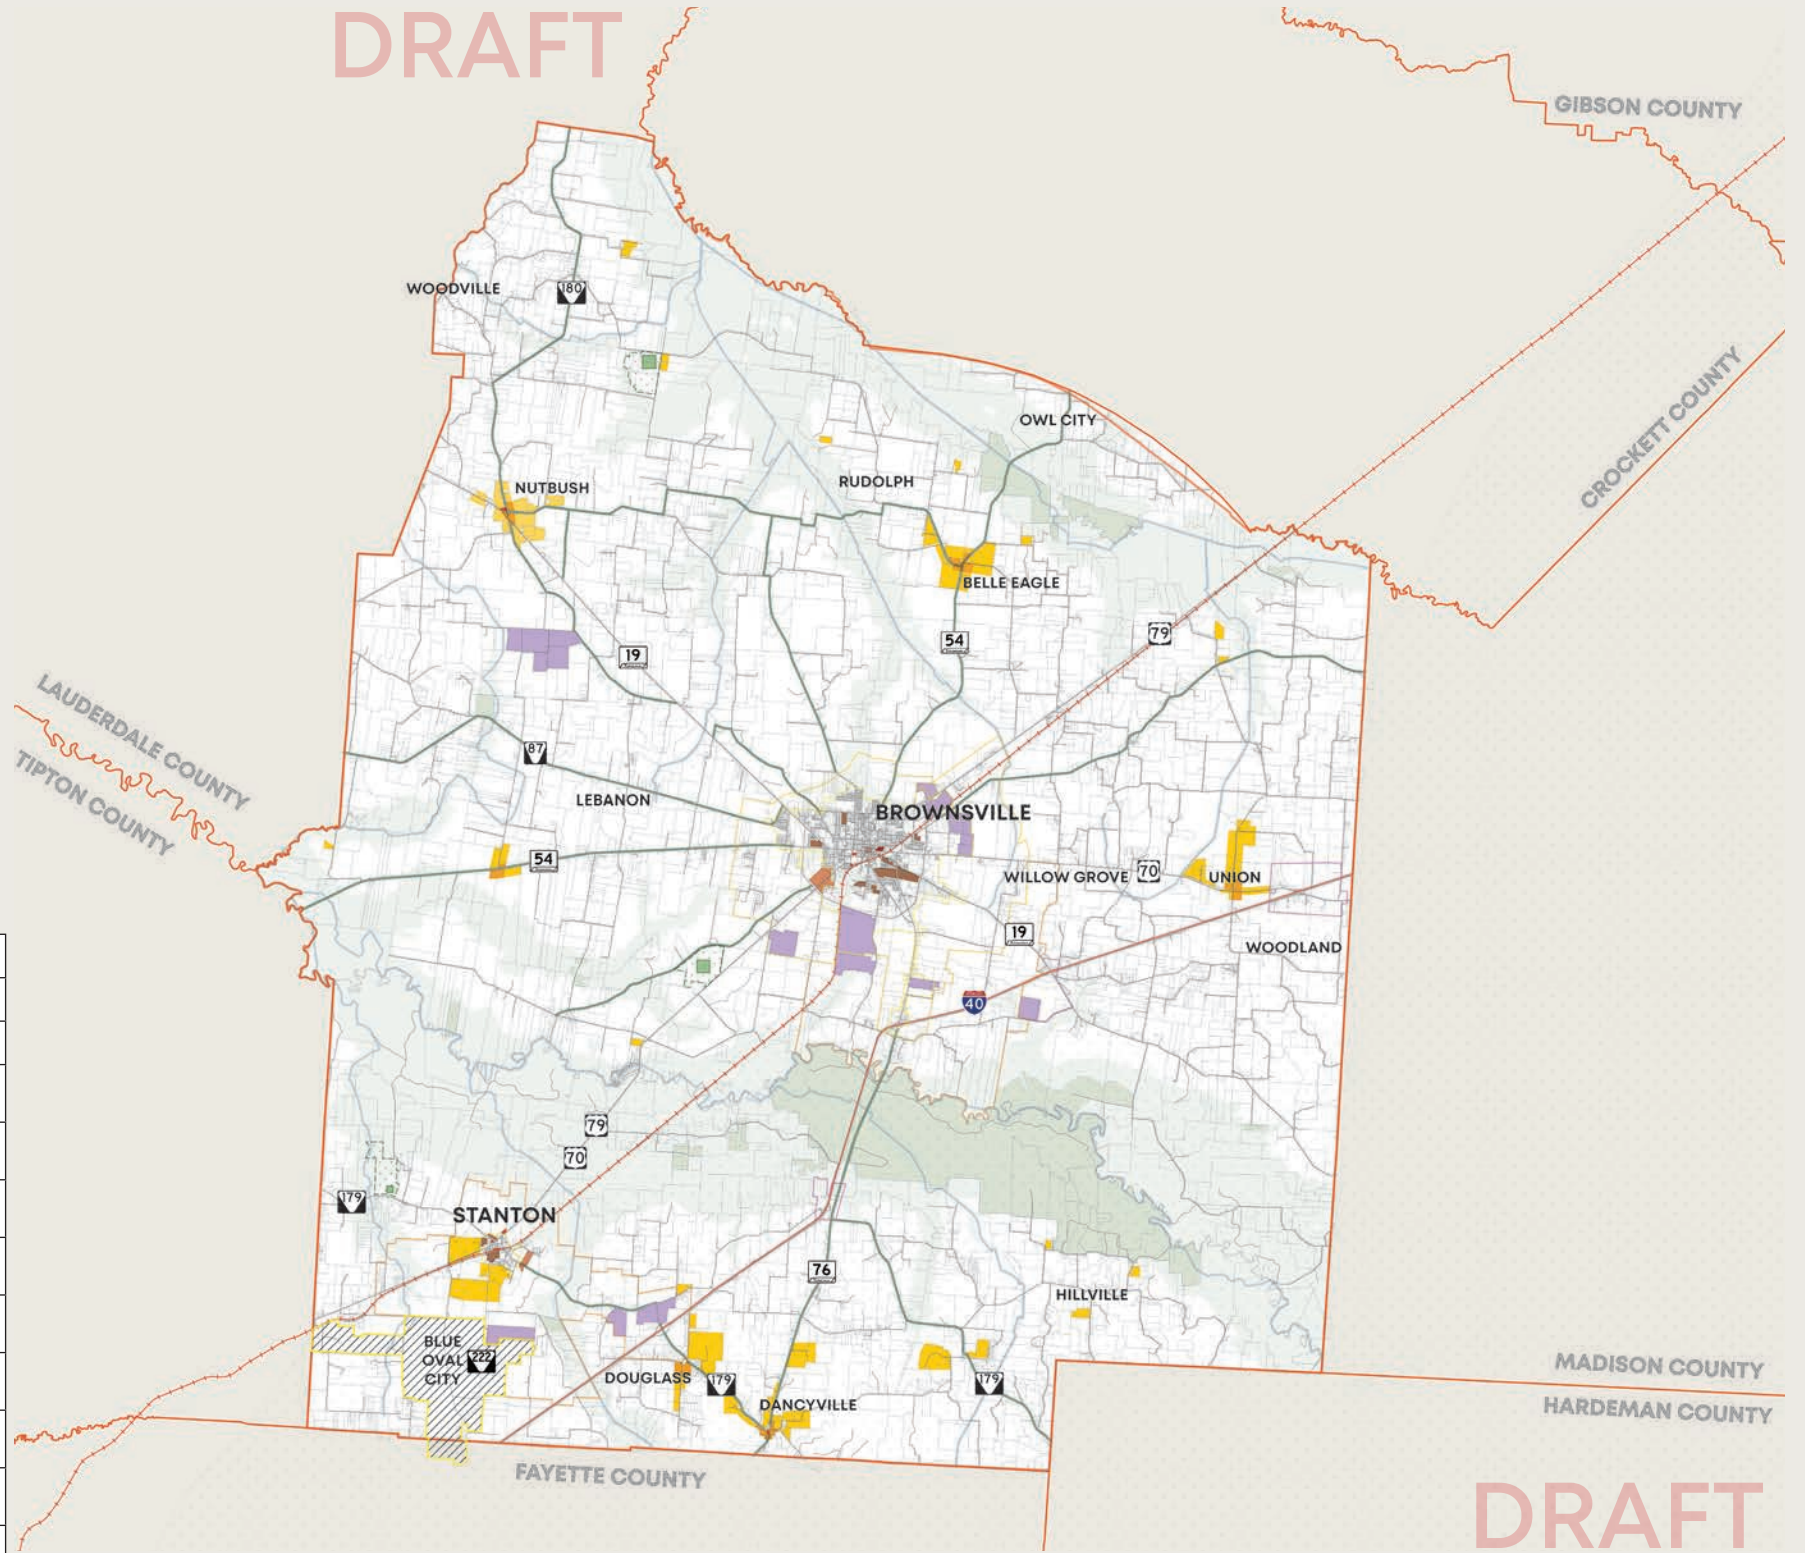 DRAFT
GIBSON COUNTY
WOODVILLE
180
CROCKETT COUNTY
OWL CITY
RUDOLPH
NUTBUSH
BELLE EAGLE
79
54
19
LAUDERDALE COUNTY
TIPTON COUNTY
87
LEBANON
BROWNSVILLE
54
WILLOW GROVE
70
UNION
19
WOODLAND
40
79
70
179
STANTON
76
HILLVILLE
BLUE
OVAL
CITY
222
DOUGLASS
179
179
DANCYVILLE
MADISON COUNTY
HARDEMAN COUNTY
FAYETTE COUNTY
DRAFT